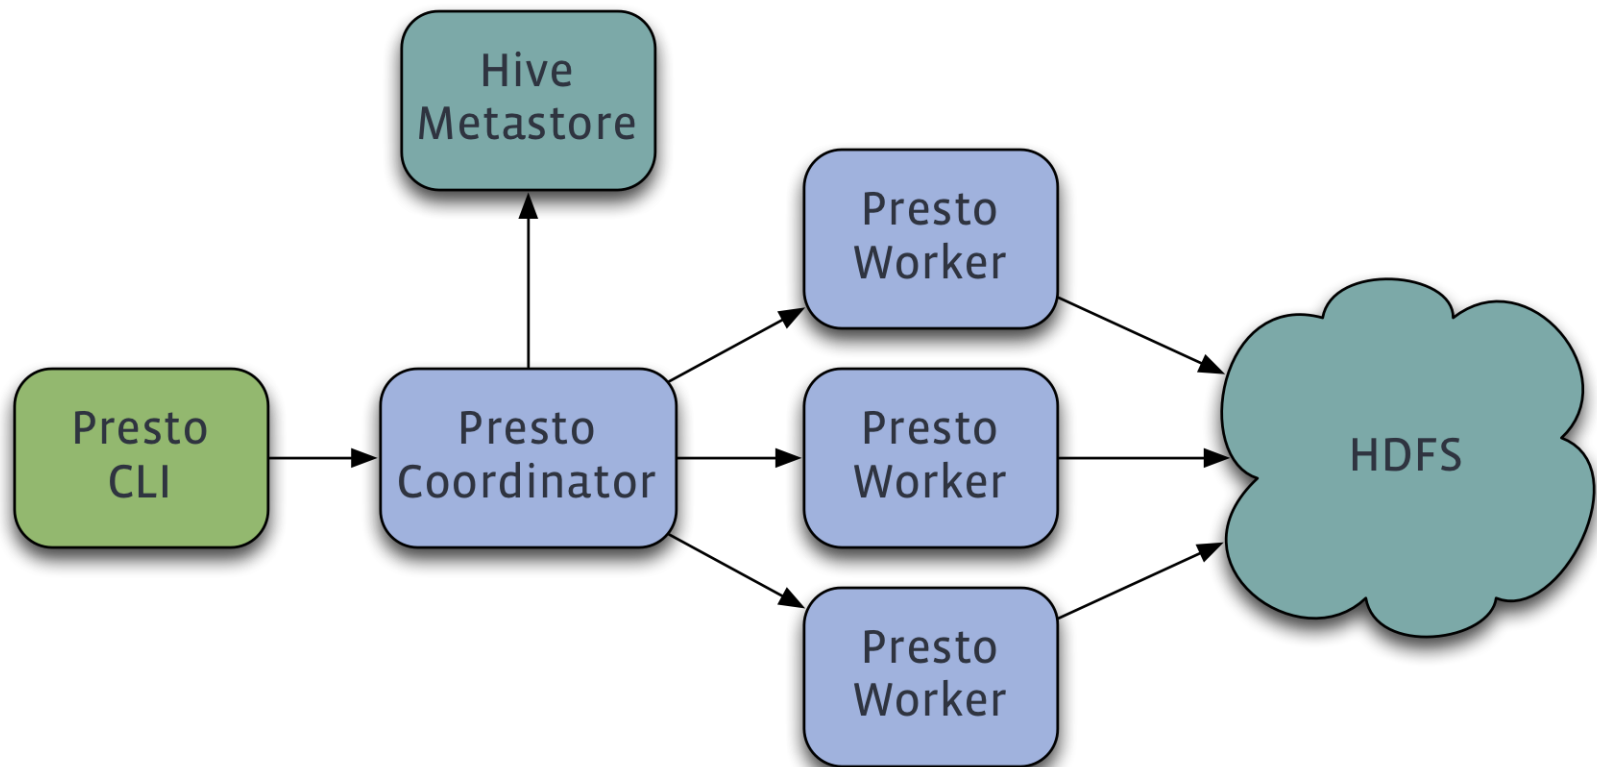 Hive
Metastore
Presto
Worker
Presto
CLI
Presto
Coordinator
Presto
Worker
HDFS
Presto
Worker